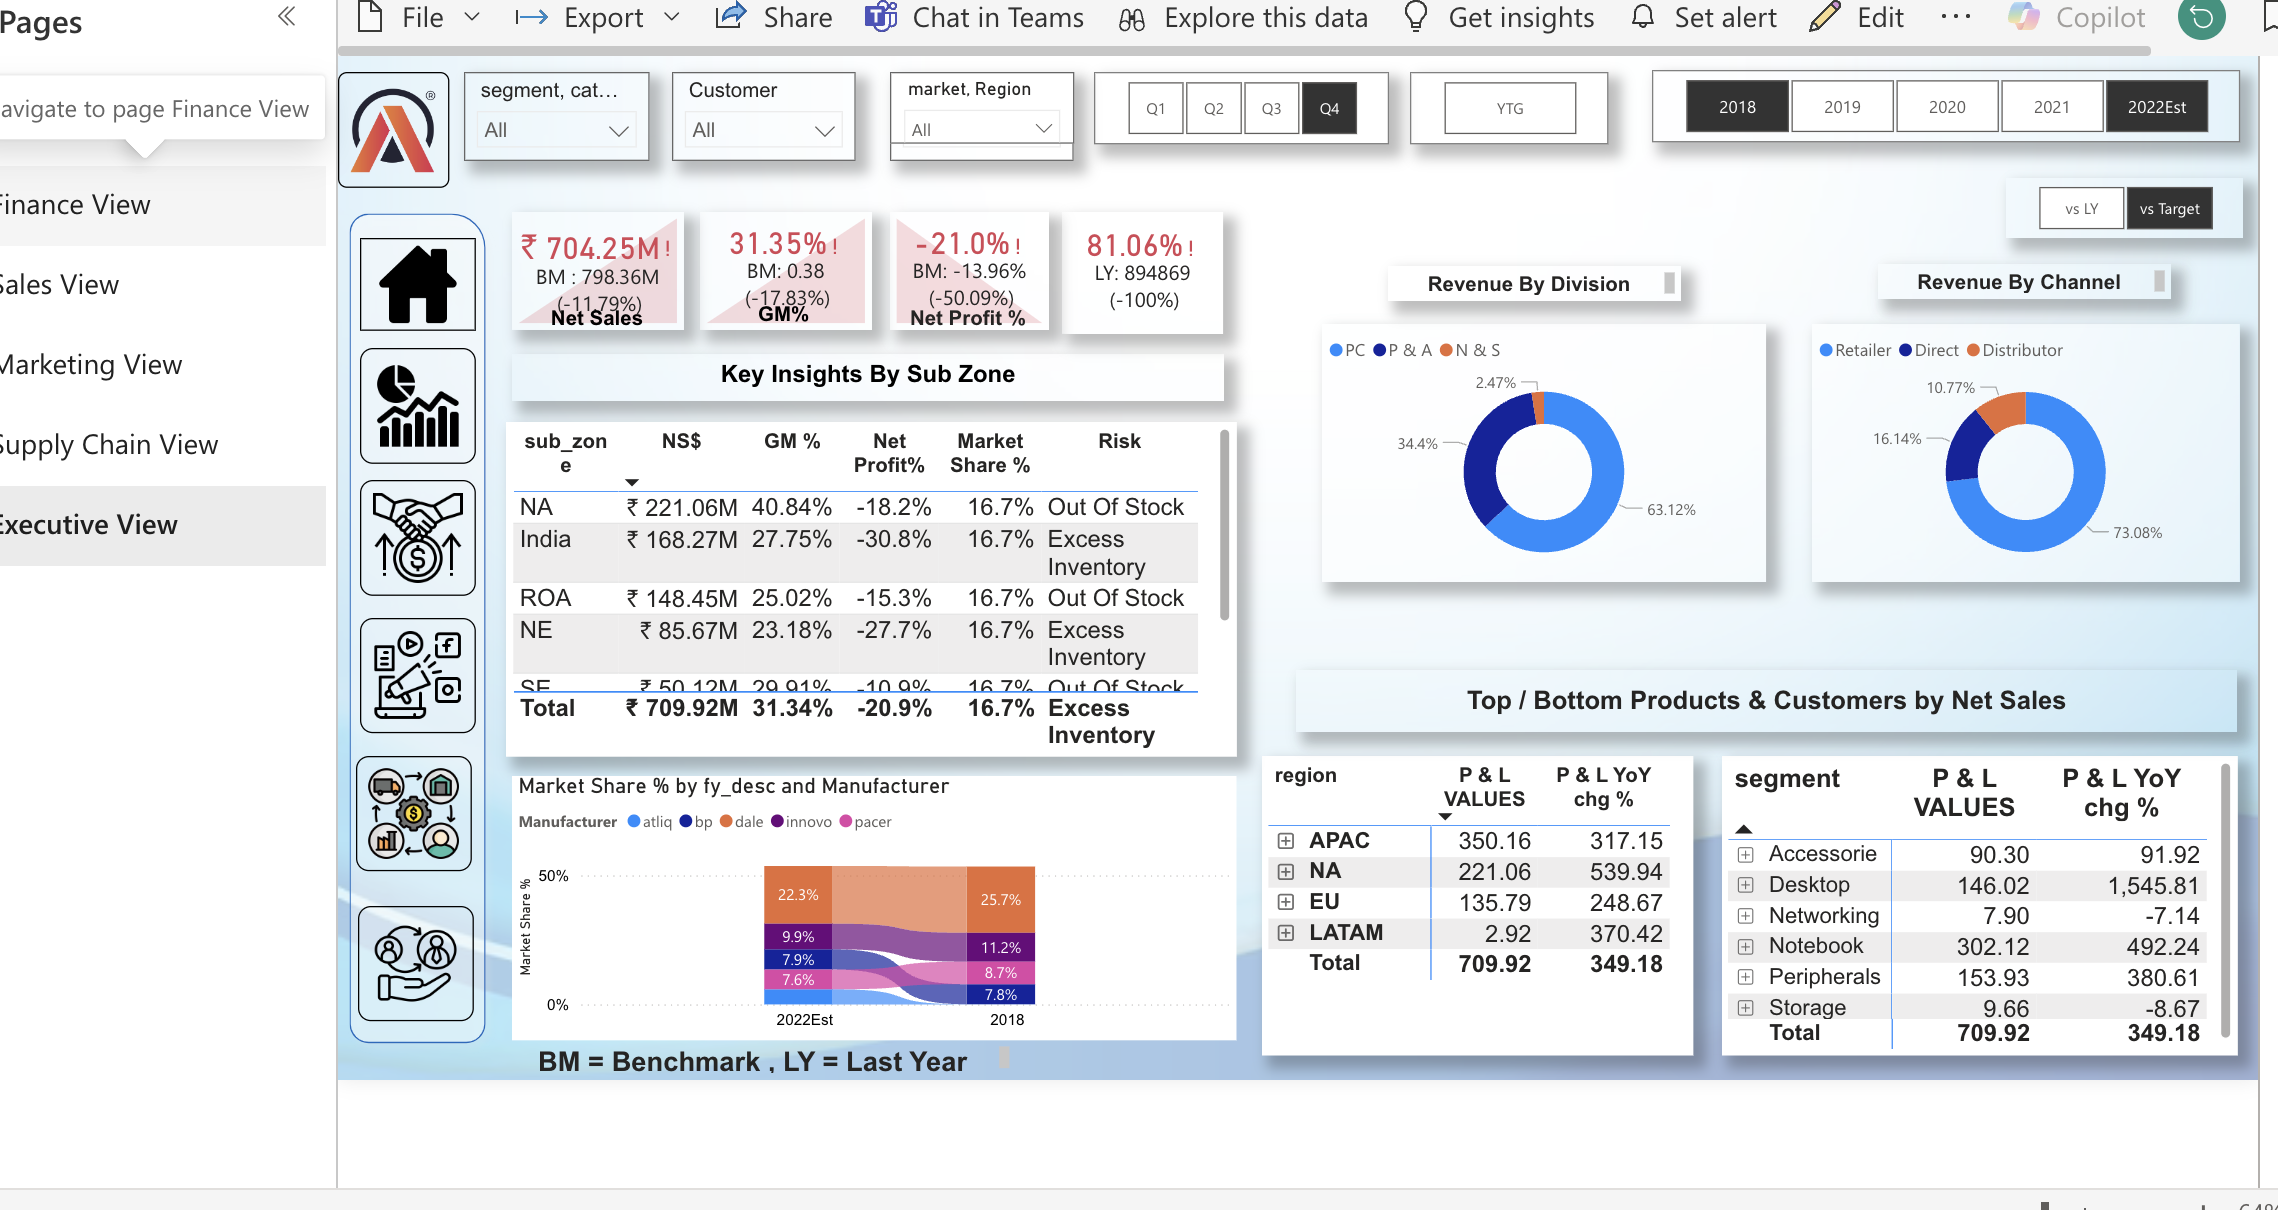 Pages
File
Export
Share
Chat in Teams
Explore this data
Get insights
Set alert
Edit
Copilot
avigate to page Finance View
Finance View
Sales View
Marketing View
Supply Chain View
Executive View
segment, cat...
All
Customer
All
market, Region
All
Q1 Q2 Q3 Q4
YTG
2018 2019 2020 2021 2022Est
vs LY vs Target
₹ 704.25M!
BM : 798.36M
(-11.79%)
Net Sales
31.35%!
BM: 0.38
(-17.83%)
GM%
-21.0%!
BM: -13.96%
(-50.09%)
Net Profit %
81.06%!
LY: 894869
(-100%)
Key Insights By Sub Zone
sub_zone NS$ GM % Net Profit% Market Share % Risk
NA ₹ 221.06M 40.84% -18.2% 16.7% Out Of Stock
India ₹ 168.27M 27.75% -30.8% 16.7% Excess Inventory
ROA ₹ 148.45M 25.02% -15.3% 16.7% Out Of Stock
NE ₹ 85.67M 23.18% -27.7% 16.7% Excess Inventory
SE ₹ 50.12M 29.91% -10.9% 16.7% Out Of Stock
Total ₹ 709.92M 31.34% -20.9% 16.7% Excess Inventory
Revenue By Division
PC P & A N & S
2.47%
34.4%
63.12%
Revenue By Channel
Retailer Direct Distributor
10.77%
16.14%
73.08%
Market Share % by fy_desc and Manufacturer
Manufacturer atliq bp dale innovo pacer
Market Share %
50%
0%
22.3%
9.9%
7.9%
7.6%
25.7%
11.2%
8.7%
7.8%
2022Est 2018
BM = Benchmark , LY = Last Year
Top / Bottom Products & Customers by Net Sales
region P & L VALUES P & L YoY chg %
APAC 350.16 317.15
NA 221.06 539.94
EU 135.79 248.67
LATAM 2.92 370.42
Total 709.92 349.18
segment P & L VALUES P & L YoY chg %
Accessorie 90.30 91.92
Desktop 146.02 1,545.81
Networking 7.90 -7.14
Notebook 302.12 492.24
Peripherals 153.93 380.61
Storage 9.66 -8.67
Total 709.92 349.18